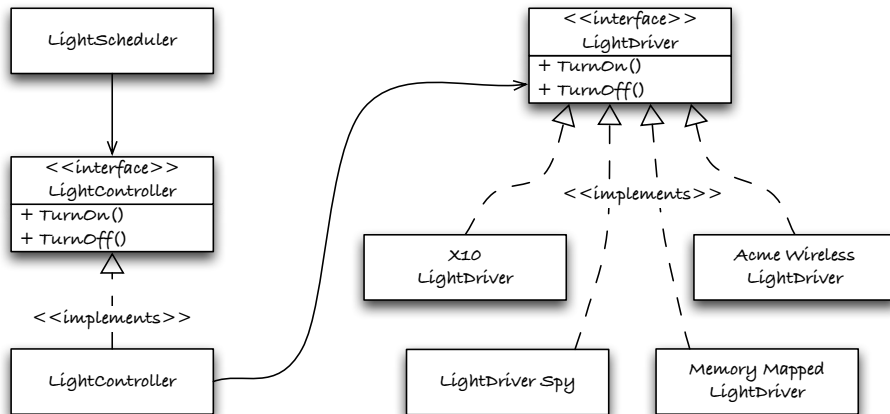 LightScheduler
<<interface>>
LightDriver
+ TurnOn()
+ TurnOff()
<<interface>>
LightController
+ TurnOn()
+ TurnOff()
<<implements>>
X10
LightDriver
Acme Wireless
LightDriver
<<implements>>
LightController
LightDriver Spy
Memory Mapped
LightDriver